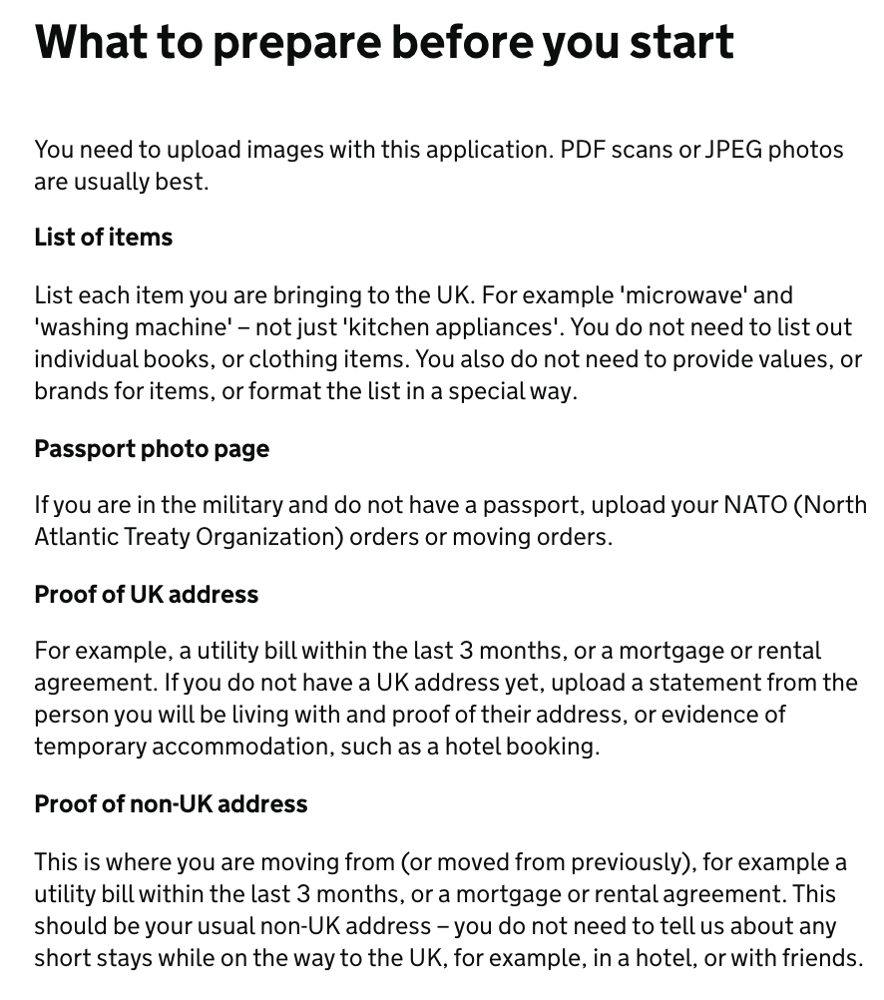 What to prepare before you start
You need to upload images with this application. PDF scans or JPEG photos
are usually best.
List of items
List each item you are bringing to the UK. For example 'microwave' and
'washing machine' – not just 'kitchen appliances'. You do not need to list out
individual books, or clothing items. You also do not need to provide values, or
brands for items, or format the list in a special way.
Passport photo page
If you are in the military and do not have a passport, upload your NATO (North
Atlantic Treaty Organization) orders or moving orders.
Proof of UK address
For example, a utility bill within the last 3 months, or a mortgage or rental
agreement. If you do not have a UK address yet, upload a statement from the
person you will be living with and proof of their address, or evidence of
temporary accommodation, such as a hotel booking.
Proof of non-UK address
This is where you are moving from (or moved from previously), for example a
utility bill within the last 3 months, or a mortgage or rental agreement. This
should be your usual non-UK address – you do not need to tell us about any
short stays while on the way to the UK, for example, in a hotel, or with friends.